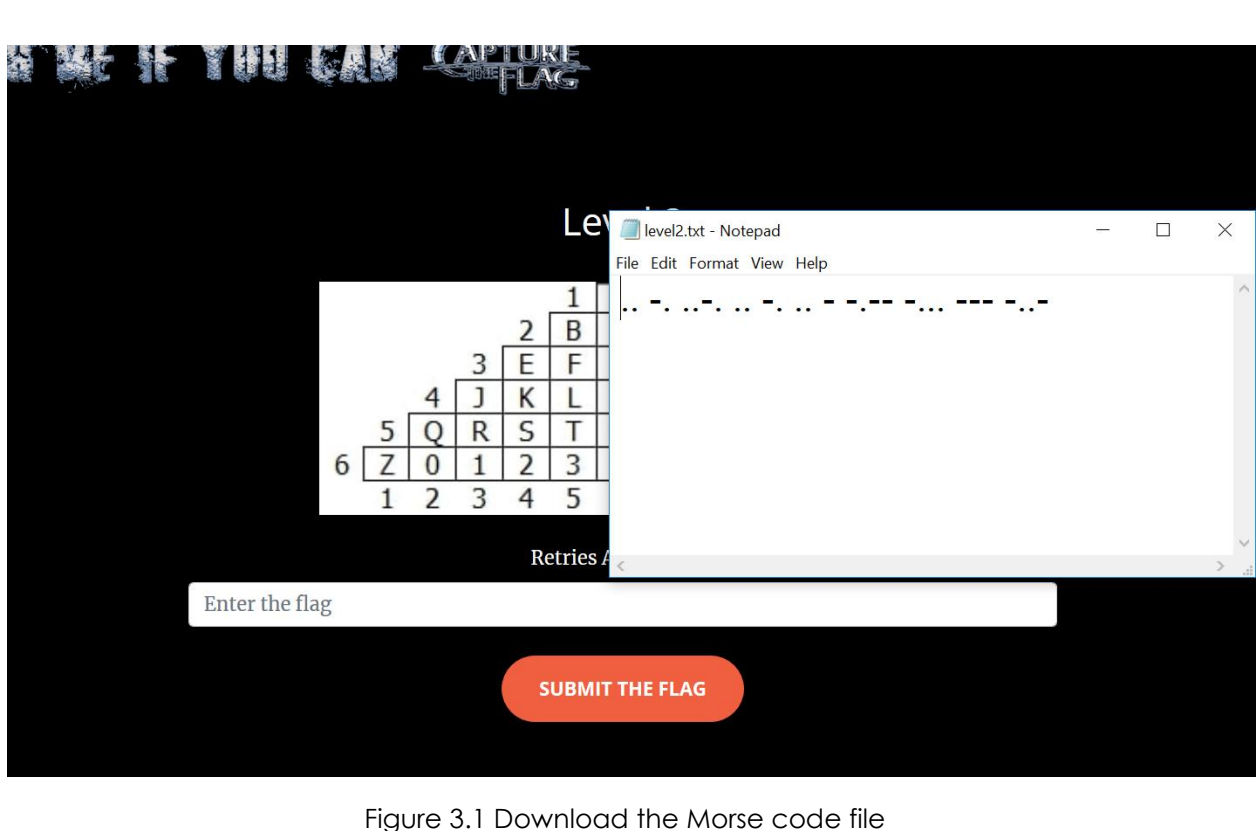 ME IF YOU CAN CAPTURE THE FLAG
Lev
level2.txt - Notepad
File Edit Format View Help
.. -. ..-. .. -. .. - -.-- -... --- -..-
1
2 B
3 E F
4 J K L
5 Q R S T
6 Z 0 1 2 3
1 2 3 4 5
Retries A
Enter the flag
SUBMIT THE FLAG
Figure 3.1 Download the Morse code file